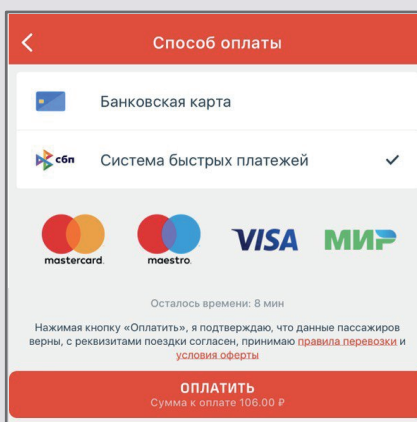 Способ оплаты
Банковская карта
сбп Система быстрых платежей
mastercard. maestro. VISA МИР
Осталось времени: 8 мин
Нажимая кнопку «Оплатить», я подтверждаю, что данные пассажиров
верны, с реквизитами поездки согласен, принимаю правила перевозки и
условия оферты
ОПЛАТИТЬ
Сумма к оплате 106.00 ₽